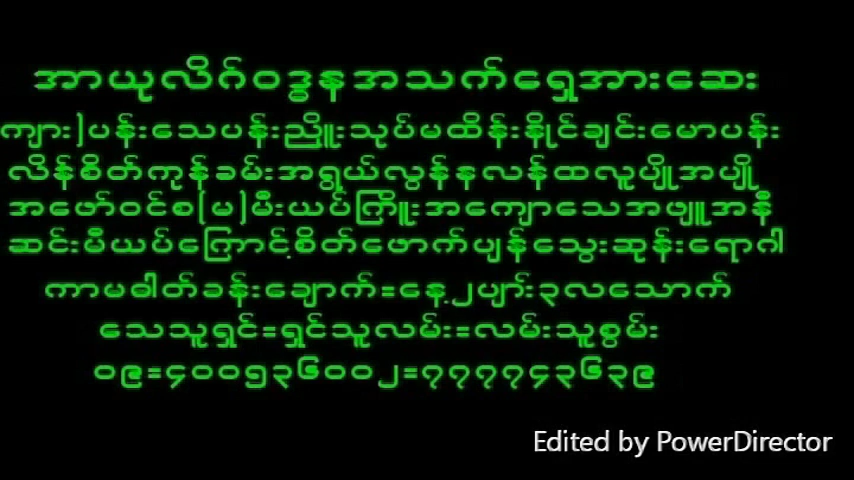 အာယုလိဂ်ဝဒ္ဓနအသက်ရှေအားဆေး
ကျား)ပန်းသေပန်းညှိုးသုပ်မထိန်းနိုင်ချင်းမောပန်း
လိန်စိတ်ကုန်ခမ်းအရွယ်လွန်နလန်ထလူပျိုအပျို
အဖော်ဝင်စ(မ)မီးယပ်ကြိုးအကျောသေအဖျူအနီ
ဆင်းမီယပ်ကြောင့်စိတ်ဖောက်ပျန်သွေးဆုန်းရောဂါ
ကာမဓါတ်ခန်းချောက်=နေ့၂ပျာ်း၃လသောက်
သေသူရှင်=ရှင်သူလမ်း=လမ်းသူစွမ်း
၀၉=၄၀၀၅၃၆၀၀၂=၇၇၇၇၄၃၆၃၉
Edited by PowerDirector